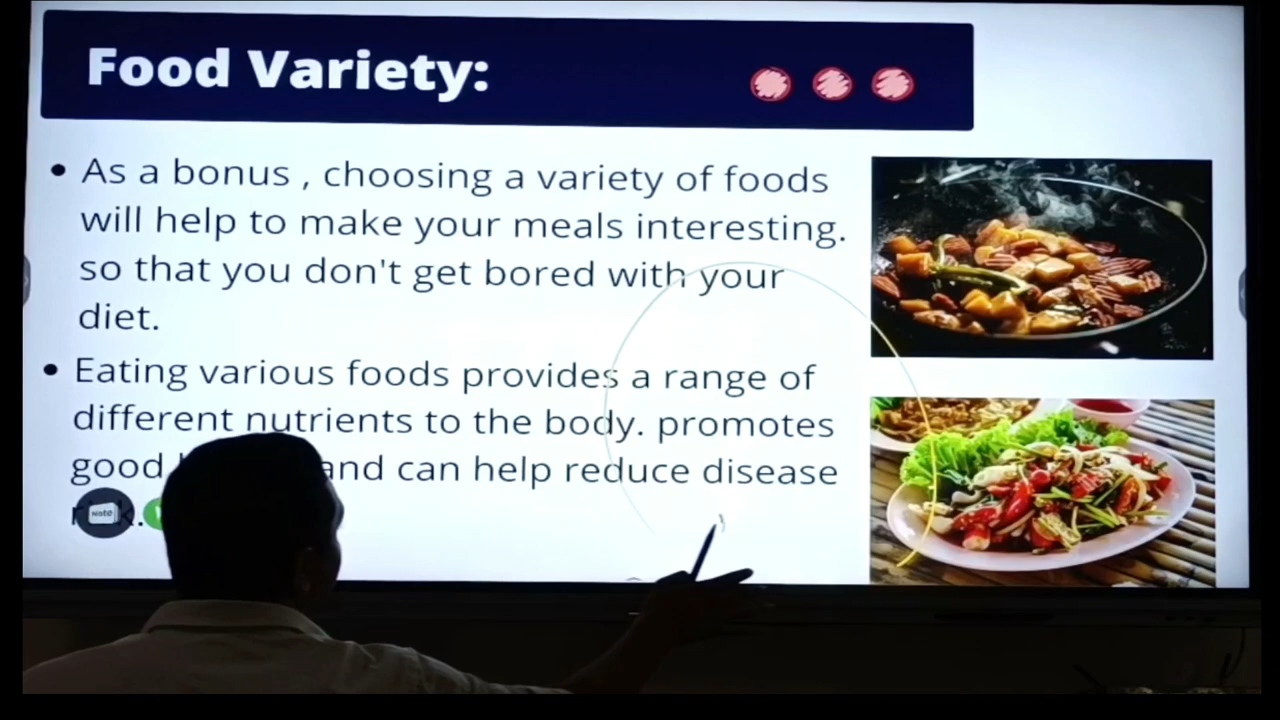 Food Variety:
• As a bonus , choosing a variety of foods
will help to make your meals interesting.
so that you don't get bored with your
diet.
• Eating various foods provides a range of
different nutrients to the body. promotes
good and can help reduce disease
Note